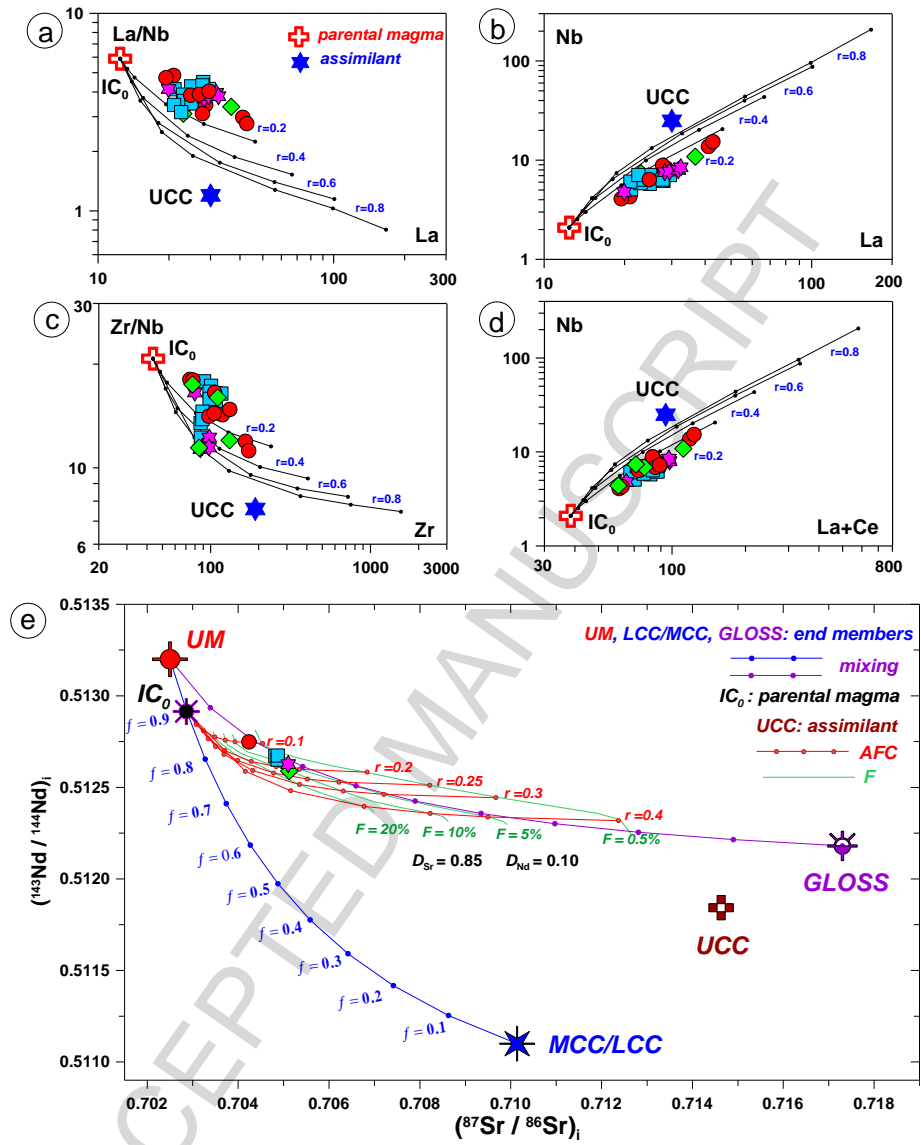 a
10
La/Nb
parental magma
assimilant
IC0
r=0.2
r=0.4
r=0.6
r=0.8
UCC
1
La
10
100
300
b
Nb
100
10
1
UCC
r=0.8
r=0.6
r=0.4
r=0.2
IC0
La
10
100
200
c
30
Zr/Nb
IC0
10
6
r=0.2
r=0.4
r=0.6
r=0.8
UCC
Zr
20
100
1000
3000
d
Nb
100
10
1
UCC
r=0.8
r=0.6
r=0.4
r=0.2
IC0
La+Ce
30
100
800
e
0.5135
0.5130
0.5125
0.5120
0.5115
0.5110
(143Nd / 144Nd)i
UM
UM, LCC/MCC, GLOSS: end members
mixing
IC0 : parental magma
UCC: assimilant
AFC
F
IC0
f = 0.9
f = 0.8
f = 0.7
f = 0.6
f = 0.5
f = 0.4
f = 0.3
f = 0.2
f = 0.1
r =0.1
r =0.2
r =0.25
r =0.3
r =0.4
F = 20%
F = 10%
F = 5%
F = 0.5%
DSr = 0.85 DNd = 0.10
GLOSS
UCC
MCC/LCC
0.702 0.704 0.706 0.708 0.710 0.712 0.714 0.716 0.718
(87Sr / 86Sr)i
CEPTED MANUSCRIPT